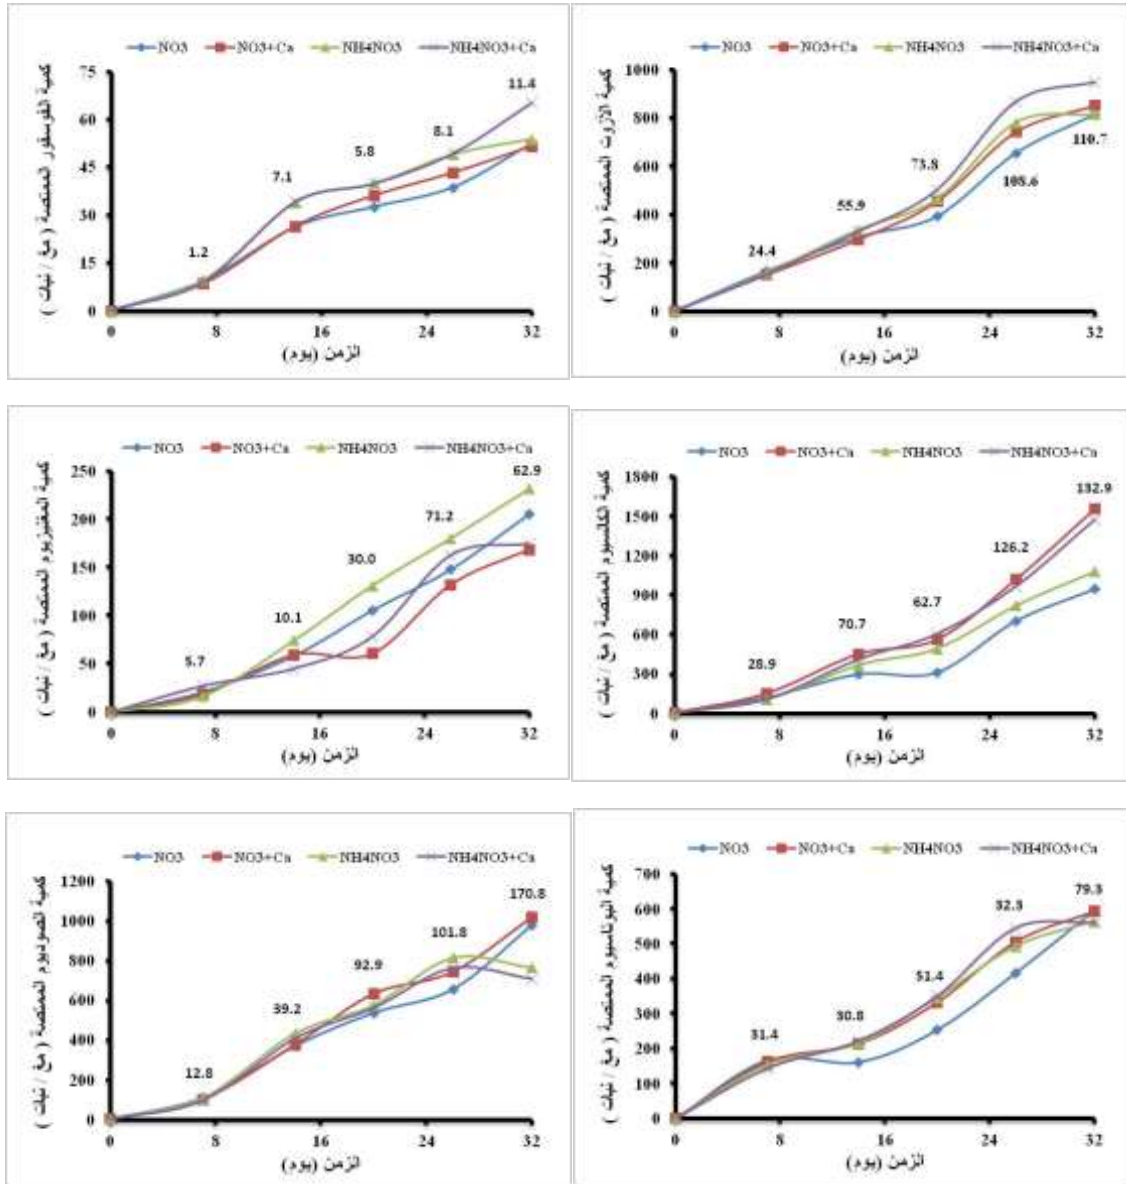 NO3 NO3+Ca NH4NO3 NH4NO3+Ca
كمية الفوسفور الممتصة ( مغ / نبات )
75
60
45
30
15
0
1.2
7.1
5.8
8.1
11.4
0 8 16 24 32
الزمن (يوم)
NO3 NO3+Ca NH4NO3 NH4NO3+Ca
كمية الازوت الممتصة ( مغ / نبات )
1000
800
600
400
200
0
24.4
55.9
73.8
108.6
110.7
0 8 16 24 32
الزمن (يوم)
NO3 NO3+Ca NH4NO3 NH4NO3+Ca
كمية المغنيزيوم الممتصة ( مغ / نبات )
250
200
150
100
50
0
5.7
10.1
30.0
71.2
62.9
0 8 16 24 32
الزمن (يوم)
NO3 NO3+Ca NH4NO3 NH4NO3+Ca
كمية الكالسيوم الممتصة ( مغ / نبات )
1800
1500
1200
900
600
300
0
28.9
70.7
62.7
126.2
132.9
0 8 16 24 32
الزمن (يوم)
NO3 NO3+Ca NH4NO3 NH4NO3+Ca
كمية الصوديوم الممتصة ( مغ / نبات )
1200
1000
800
600
400
200
0
12.8
39.2
92.9
101.8
170.8
0 8 16 24 32
الزمن (يوم)
NO3 NO3+Ca NH4NO3 NH4NO3+Ca
كمية البوتاسيوم الممتصة ( مغ / نبات )
700
600
500
400
300
200
100
0
31.4
30.8
51.4
32.3
79.3
0 8 16 24 32
الزمن (يوم)